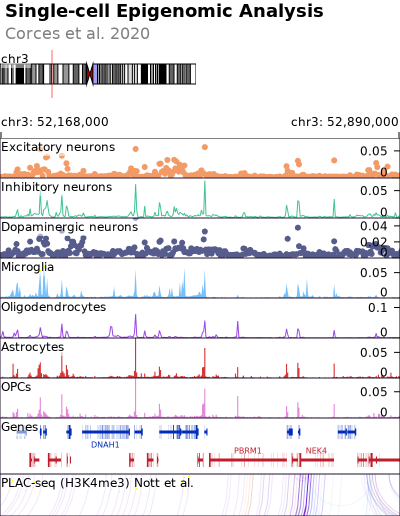 Single-cell Epigenomic Analysis
Corces et al. 2020
chr3
chr3: 52,168,000 chr3: 52,890,000
Excitatory neurons 0.05
0
Inhibitory neurons 0.05
0
Dopaminergic neurons 0.04
0.02
0
Microglia 0.05
0
Oligodendrocytes 0.1
0
Astrocytes 0.05
0
OPCs 0.05
0
Genes
DNAH1
PBRM1 NEK4
PLAC-seq (H3K4me3) Nott et al.